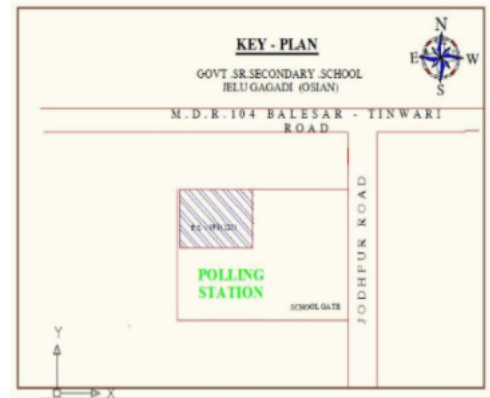 KEY - PLAN
GOVT .SR.SECONDARY .SCHOOL
JELU GAGADI (OSIAN)
N
E
W
S
M.D.R.104 BALESAR - TINWARI
ROAD
JODHPUR ROAD
POLLING
STATION
SCHOOL GATE
Y
X